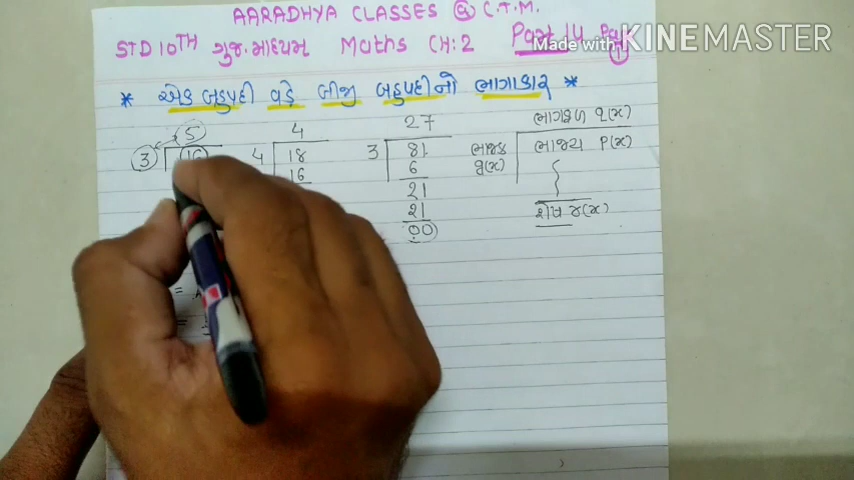 AARADHYA CLASSES @ C.T.M.
STD 10TH ગુજ. માધ્યમ Maths CH:2 Part 14
Made with KINEMASTER
* એક બહુપદી વડે બીજી બહુપદીનો ભાગાકાર *
5 4 27 ભાગફળ q(x)
3 16 4 18 3 81 ભાજક ભાજ્ય P(x)
16 6 g(x)
21
21 શેષ r(x)
00